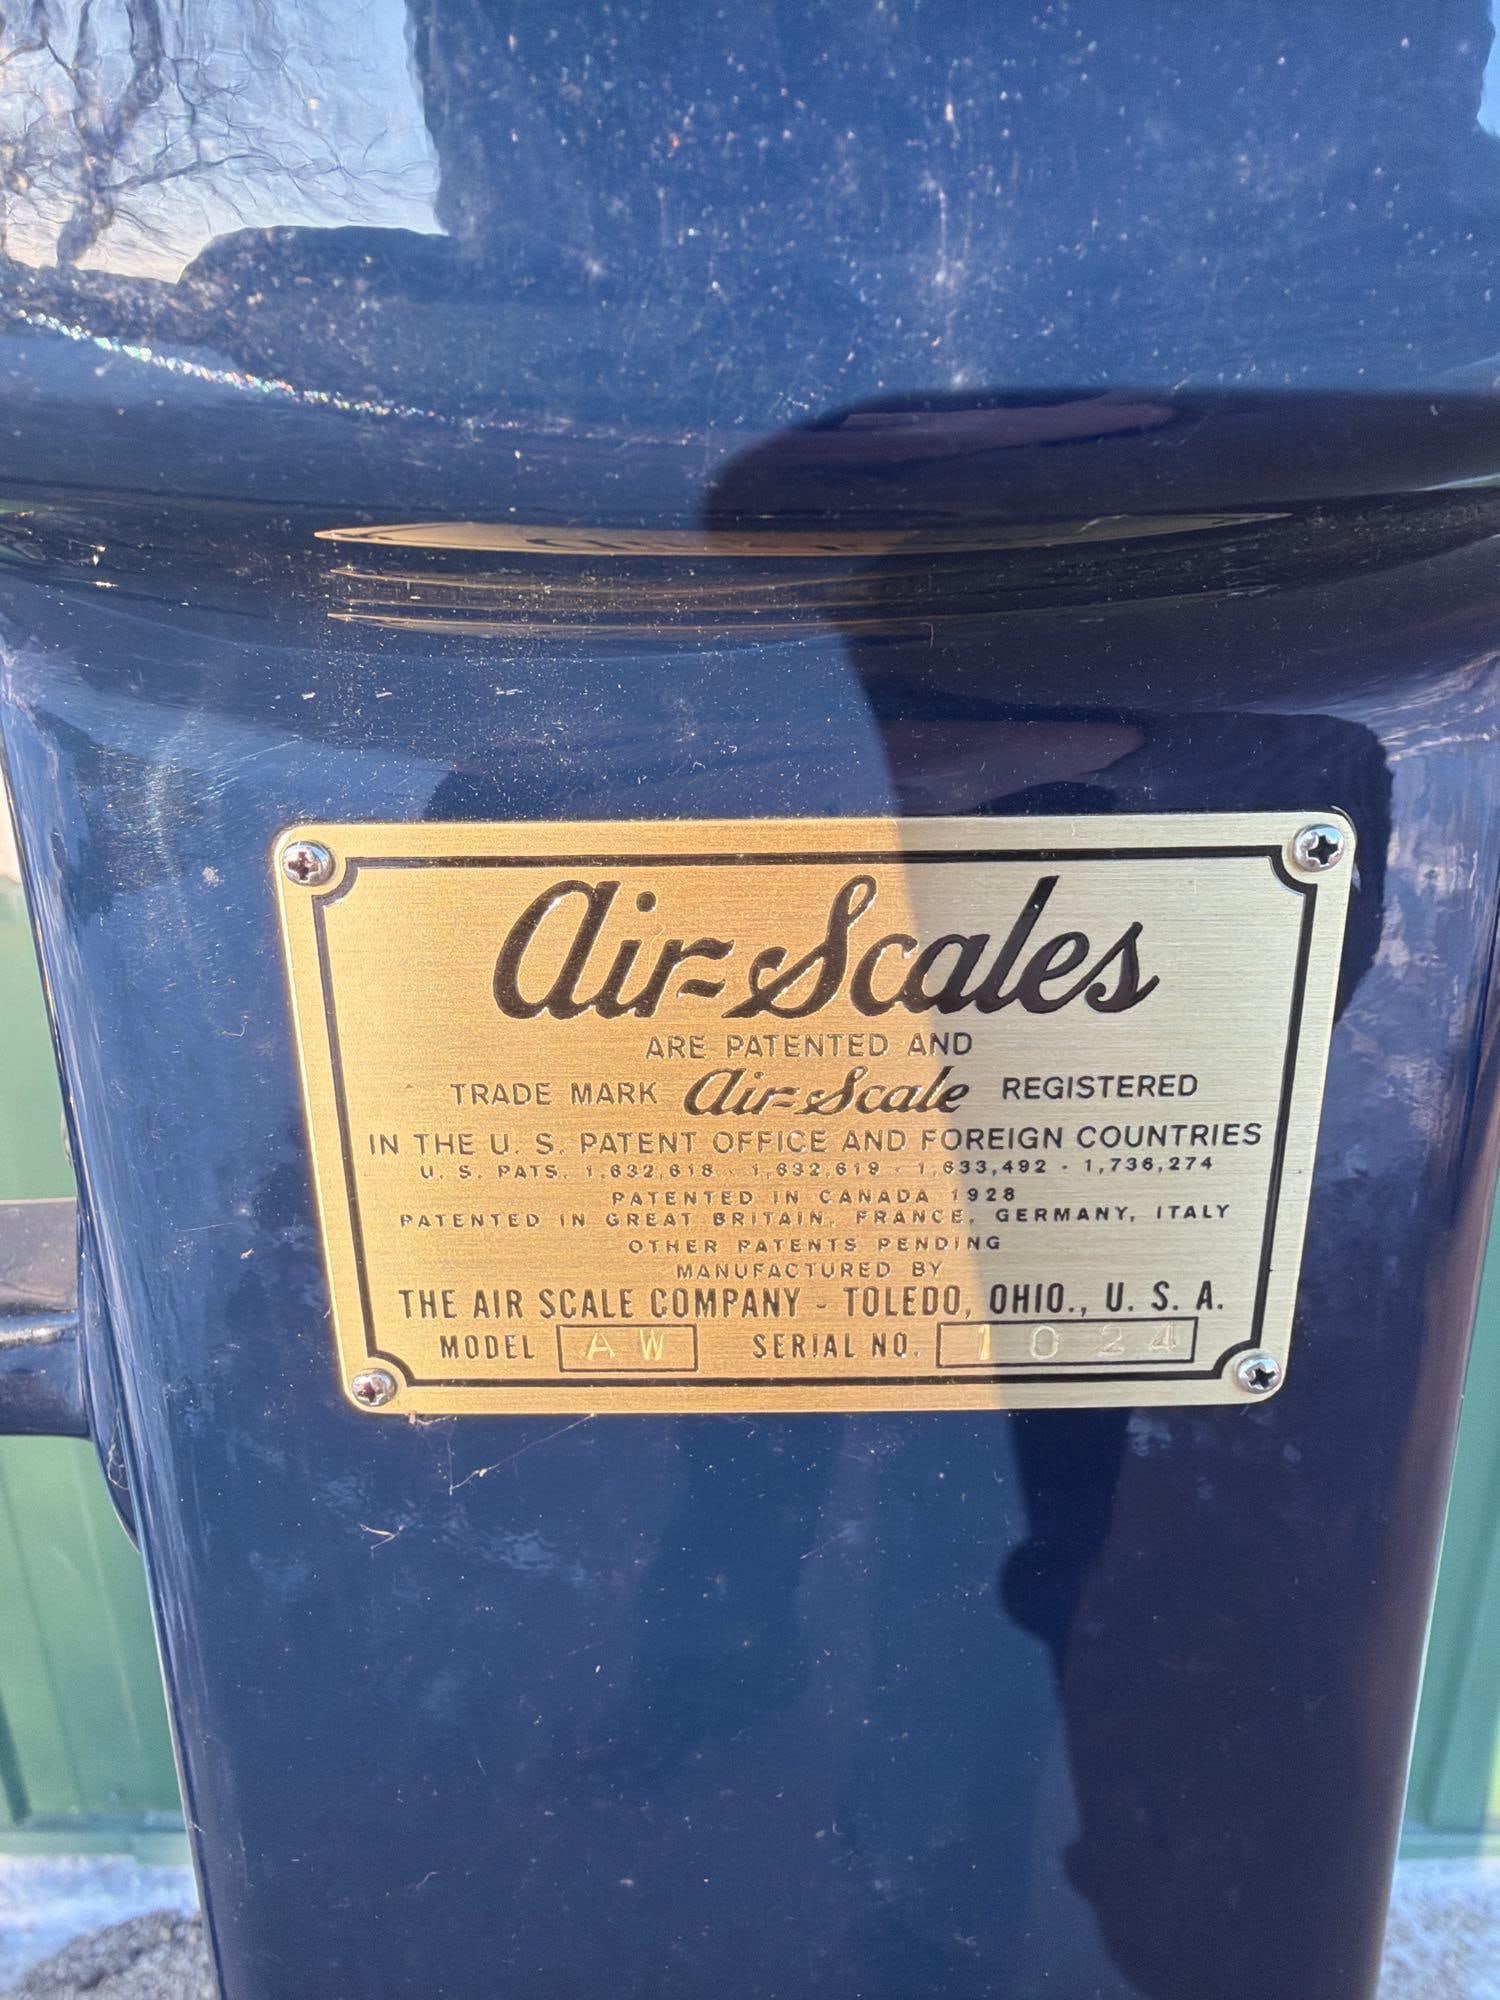 Air-Scales
ARE PATENTED AND
TRADE MARK Air-Scale REGISTERED
IN THE U. S. PATENT OFFICE AND FOREIGN COUNTRIES
U. S. PATS. 1,632,618 - 1,632,619 - 1,633,492 - 1,736,274
PATENTED IN CANADA 1928
PATENTED IN GREAT BRITAIN, FRANCE, GERMANY, ITALY
OTHER PATENTS PENDING
MANUFACTURED BY
THE AIR SCALE COMPANY - TOLEDO, OHIO., U. S. A.
MODEL AW SERIAL NO. 1024